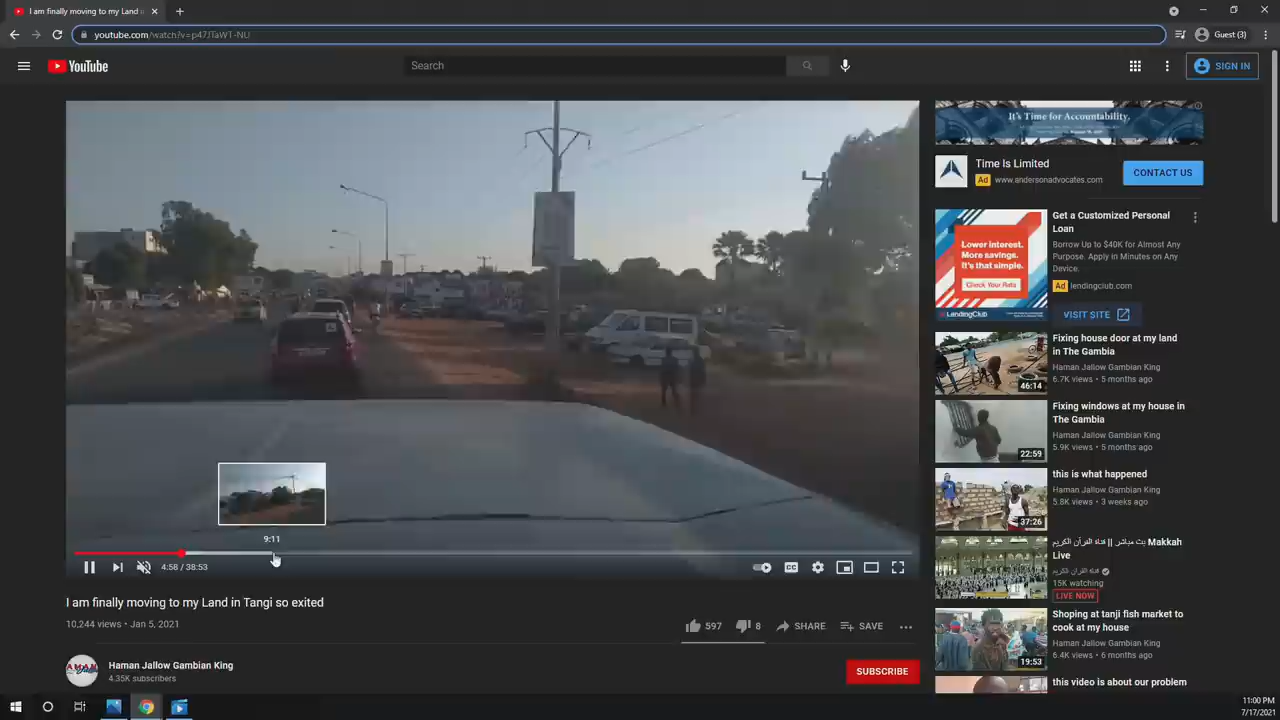 I am finally moving to my Land i
youtube.com/watch?v=p47JTaWT-NU
Guest (3)
YouTube
Search
SIGN IN
It's Time for Accountability.
Time Is Limited
Ad www.andersonadvocates.com
CONTACT US
Get a Customized Personal
Loan
Borrow Up to $40K for Almost Any
Purpose. Apply in Minutes on Any
Device.
Ad lendingclub.com
VISIT SITE
Lower interest.
More savings.
It's that simple.
Check Your Rate
LendingClub
Fixing house door at my land
in The Gambia
Haman Jallow Gambian King
6.7K views • 5 months ago
46:14
Fixing windows at my house in
The Gambia
Haman Jallow Gambian King
5.9K views • 5 months ago
22:59
this is what happened
Haman Jallow Gambian King
5.8K views • 3 weeks ago
37:26
بث مباشر || قناة القرآن الكريم Makkah
Live
قناة القرآن الكريم
15K watching
LIVE NOW
Shoping at tanji fish market to
cook at my house
Haman Jallow Gambian King
6.4K views • 6 months ago
19:53
this video is about our problem
9:11
4:58 / 38:53
CC
I am finally moving to my Land in Tangi so exited
10,244 views • Jan 5, 2021
597
8
SHARE
SAVE
Haman Jallow Gambian King
4.35K subscribers
SUBSCRIBE
11:00 PM
7/17/2021